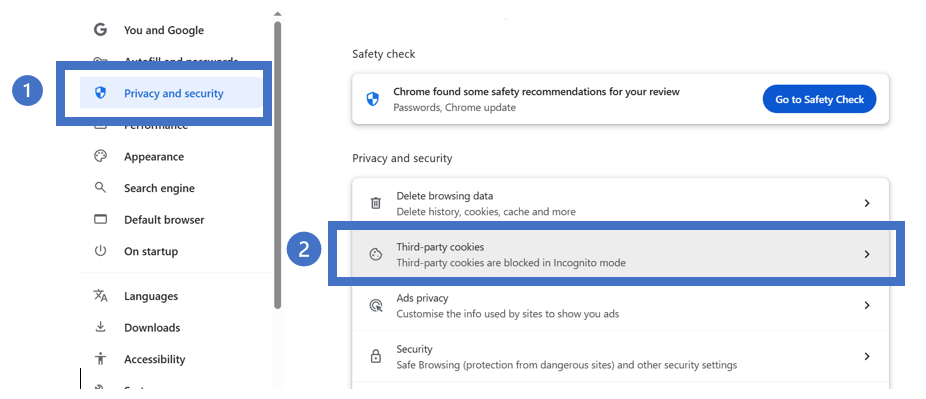 You and Google
Autofill and passwords
1
Privacy and security
Performance
Appearance
Search engine
Default browser
On startup
Languages
Downloads
Accessibility
Safety check
Chrome found some safety recommendations for your review
Passwords, Chrome update
Go to Safety Check
Privacy and security
Delete browsing data
Delete history, cookies, cache and more
2
Third-party cookies
Third-party cookies are blocked in Incognito mode
Ads privacy
Customise the info used by sites to show you ads
Security
Safe Browsing (protection from dangerous sites) and other security settings